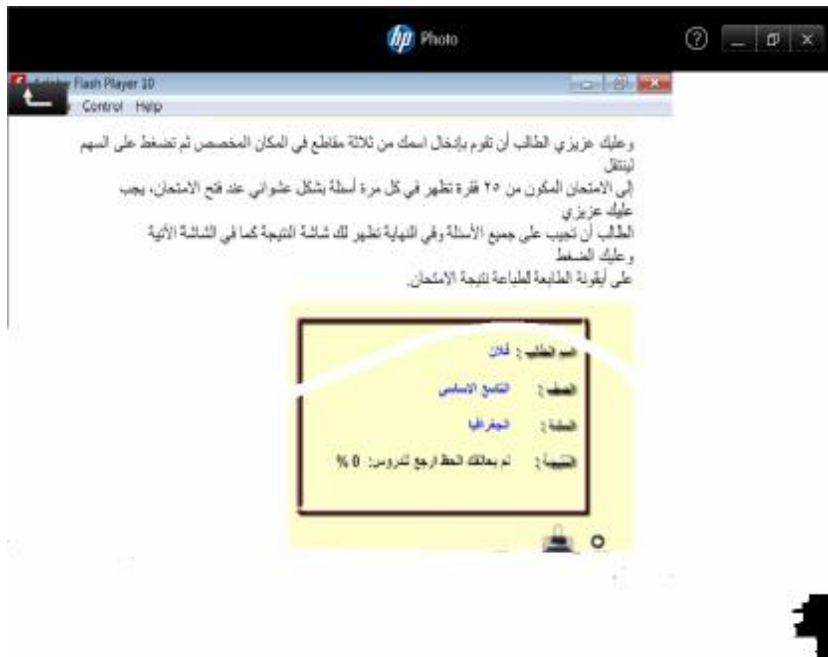 hp Photo
Flash Player 10
Control Help
وعليك عزيزي الطالب أن تقوم بإدخال اسمك من ثلاثة مقاطع في المكان المخصص ثم تضغط على السهم
لينتقل
إلى الامتحان المكون من ٢٥ فقرة تظهر في كل مرة أسئلة بشكل عشوائي عند فتح الامتحان، يجب
عليك عزيزي
الطالب أن تجيب على جميع الأسئلة وفي النهاية تظهر لك شاشة النتيجة كما في الشاشة الآتية
وعليك الضغط
على أيقونة الطابعة لطباعة نتيجة الامتحان.
اسم الطالب : فلان
الصف : التاسع الاساسي
المادة : الجغرافيا
النتيجة : لم يحالفك الحظ ارجع للدروس: 0 %